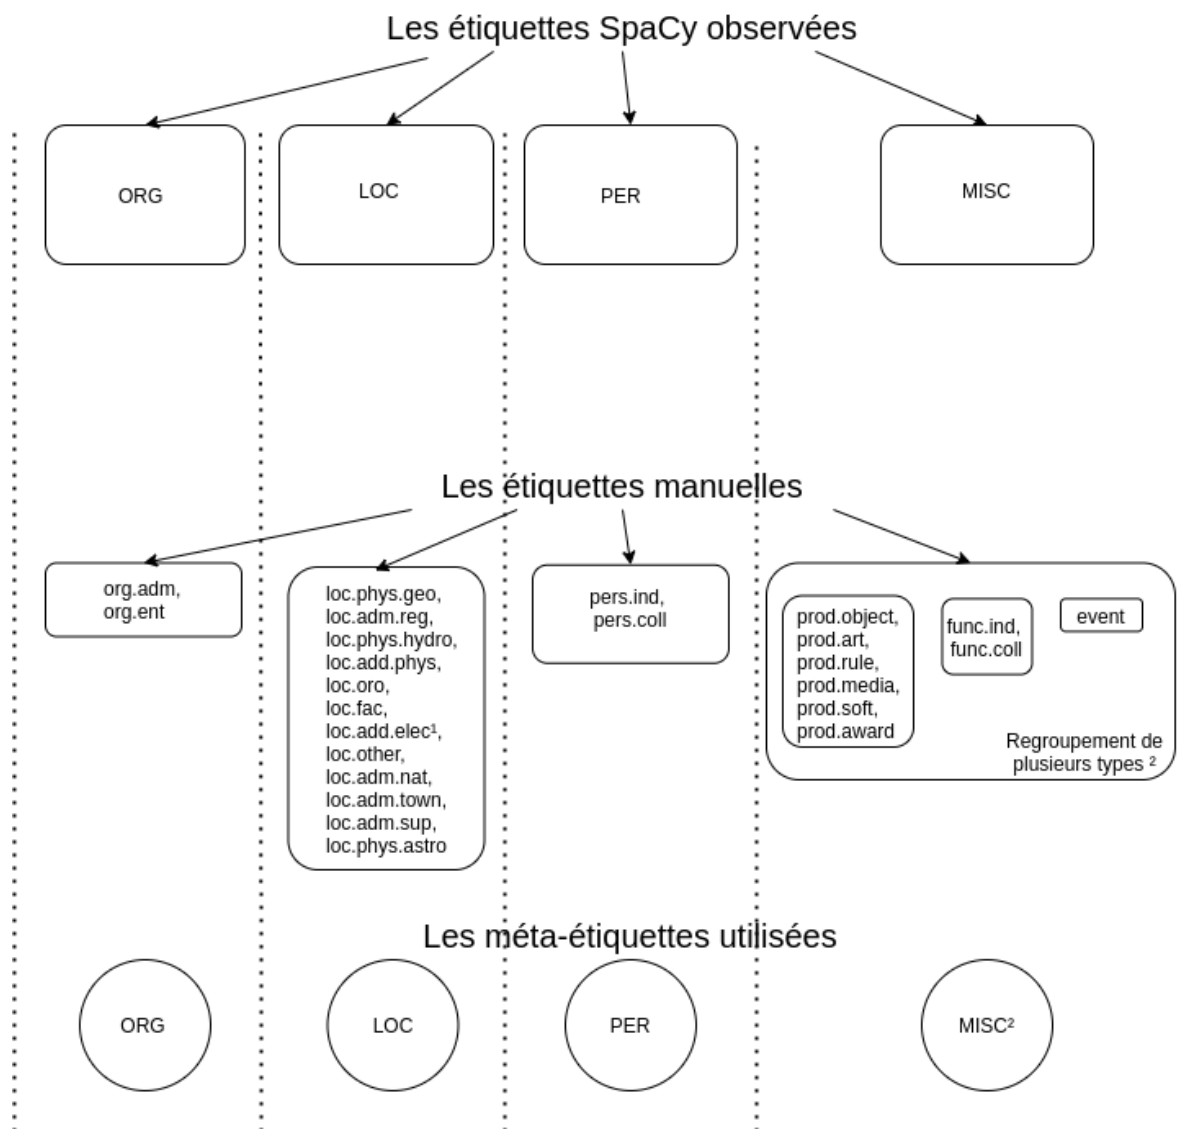 Les étiquettes SpaCy observées
ORG
LOC
PER
MISC
Les étiquettes manuelles
org.adm,
org.ent
loc.phys.geo,
loc.adm.reg,
loc.phys.hydro,
loc.add.phys,
loc.oro,
loc.fac,
loc.add.elec¹,
loc.other,
loc.adm.nat,
loc.adm.town,
loc.adm.sup,
loc.phys.astro
pers.ind,
pers.coll
prod.object,
prod.art,
prod.rule,
prod.media,
prod.soft,
prod.award
func.ind,
func.coll
event
Regroupement de
plusieurs types ²
Les méta-étiquettes utilisées
ORG
LOC
PER
MISC²